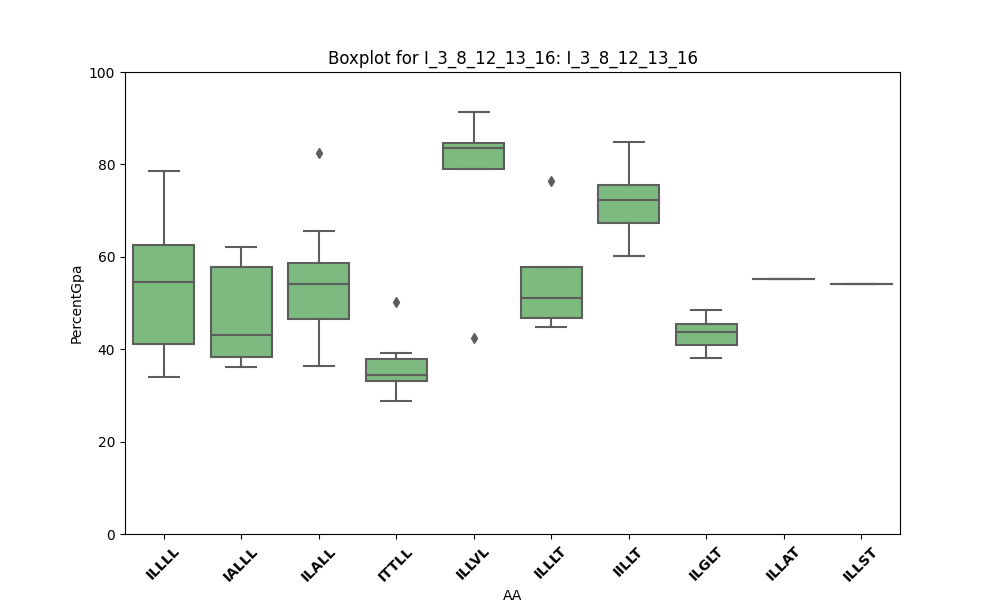 Boxplot for I_3_8_12_13_16: I_3_8_12_13_16
100
80
60
40
20
0
PercentGpa
ILLLL
IALLL
ILALL
ITTLL
ILLVL
ILLLT
IILLT
ILGLT
ILLAT
ILLST
AA